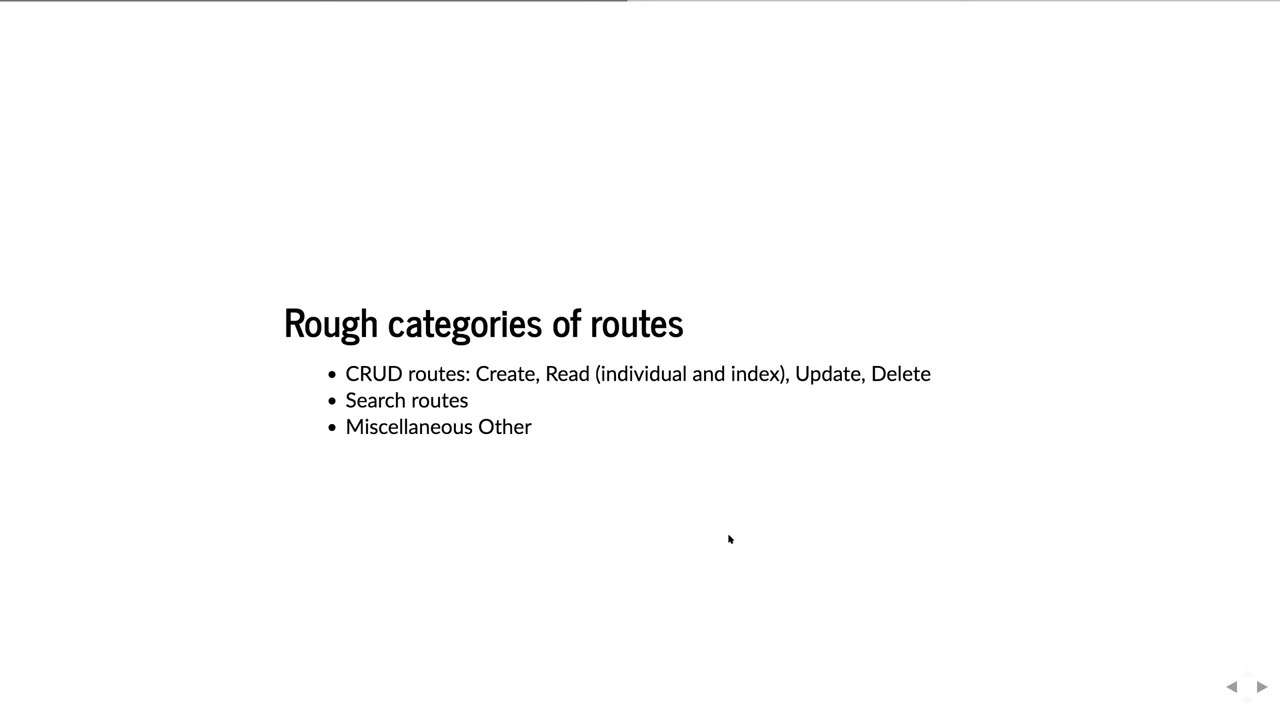 Rough categories of routes
• CRUD routes: Create, Read (individual and index), Update, Delete
• Search routes
• Miscellaneous Other